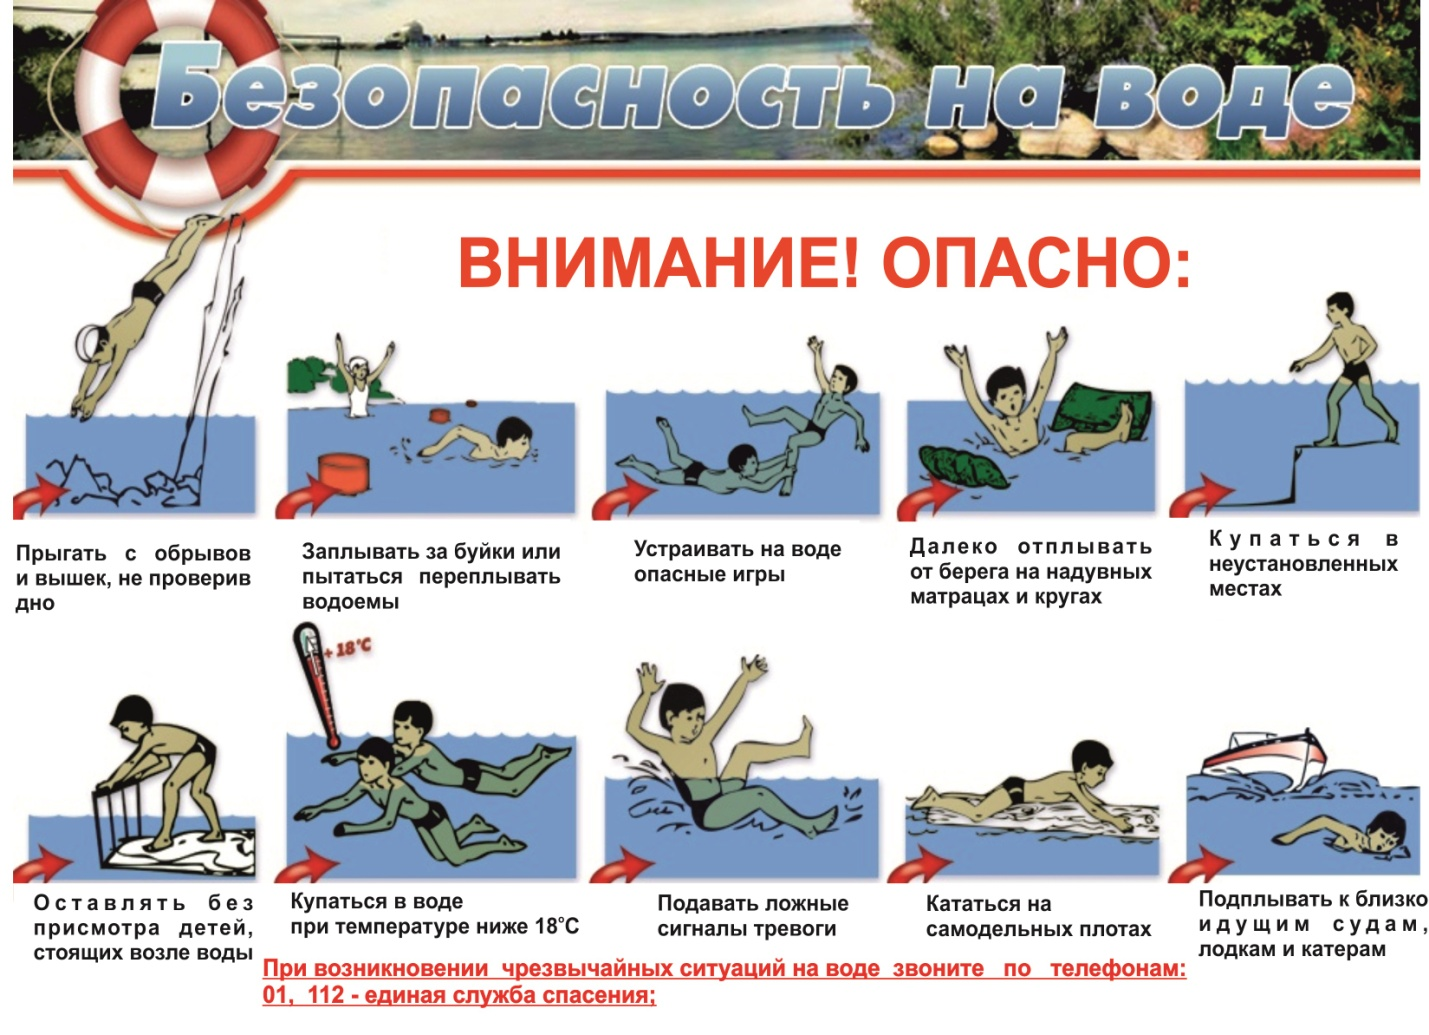 Безопасность на воде
ВНИМАНИЕ! ОПАСНО:
Прыгать с обрывов
и вышек, не проверив
дно
Заплывать за буйки или
пытаться переплывать
водоемы
Устраивать на воде
опасные игры
Далеко отплывать
от берега на надувных
матрацах и кругах
Купаться в
неустановленных
местах
Оставлять без
присмотра детей,
стоящих возле воды
+ 18°C
Купаться в воде
при температуре ниже 18°С
Подавать ложные
сигналы тревоги
Кататься на
самодельных плотах
Подплывать к близко
идущим судам,
лодкам и катерам
При возникновении чрезвычайных ситуаций на воде звоните по телефонам:
01, 112 - единая служба спасения;